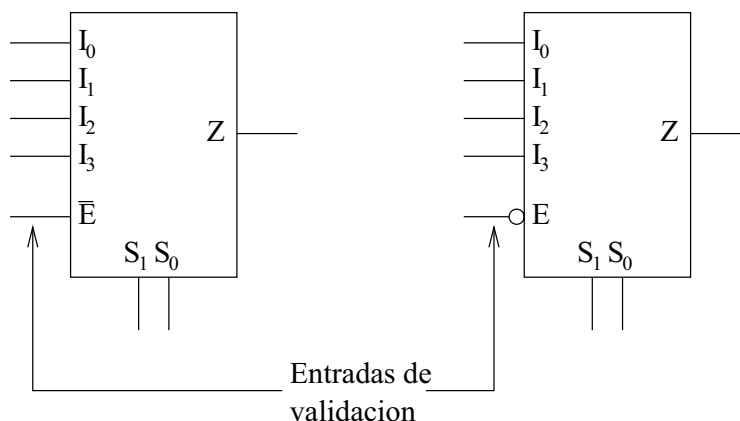 I0
I1
I2
I3
E̅
S1 S0
Z
I0
I1
I2
I3
E
S1 S0
Z
Entradas de
validacion